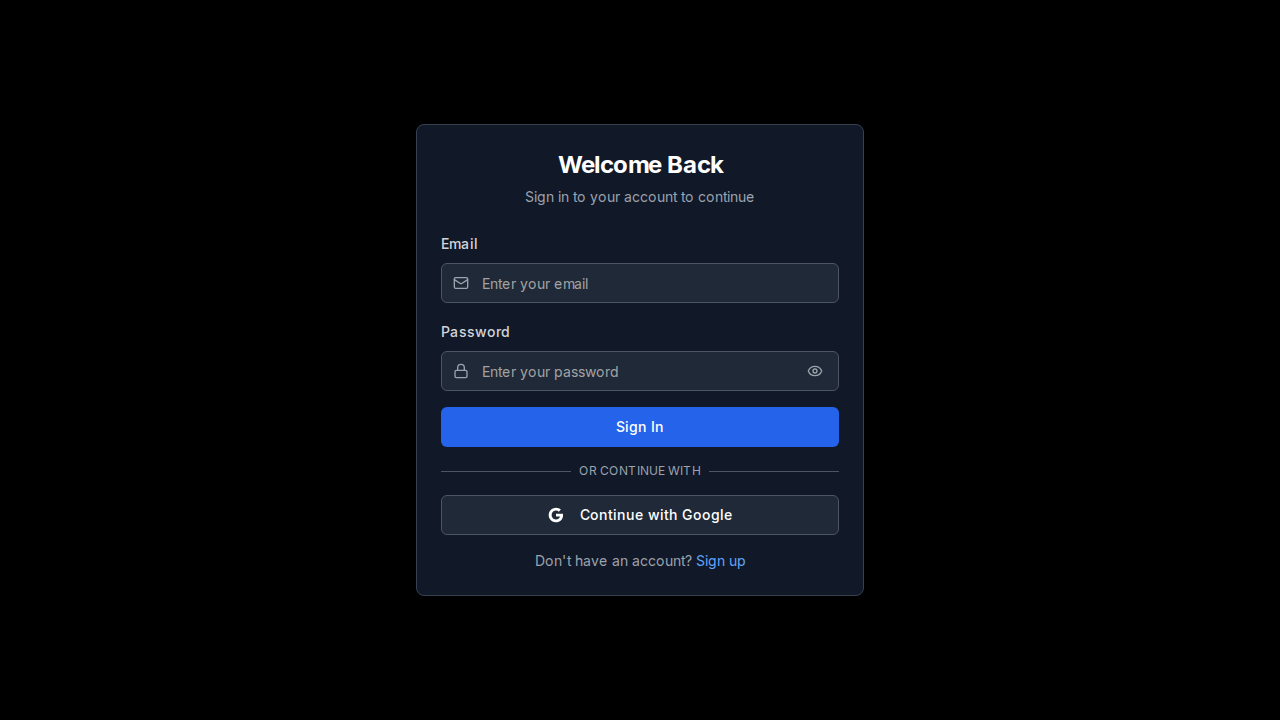 Welcome Back
Sign in to your account to continue
Email
Enter your email
Password
Enter your password
Sign In
OR CONTINUE WITH
Continue with Google
Don't have an account? Sign up